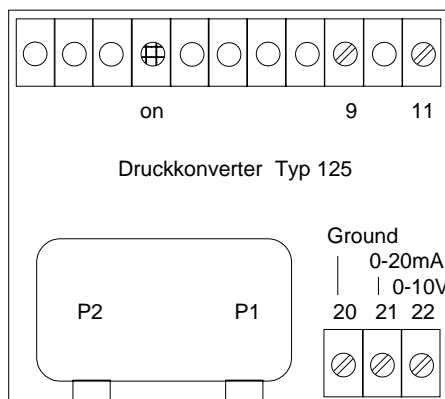 on 9 11
Druckkonverter Typ 125
Ground
0-20mA
0-10V
P2 P1 20 21 22